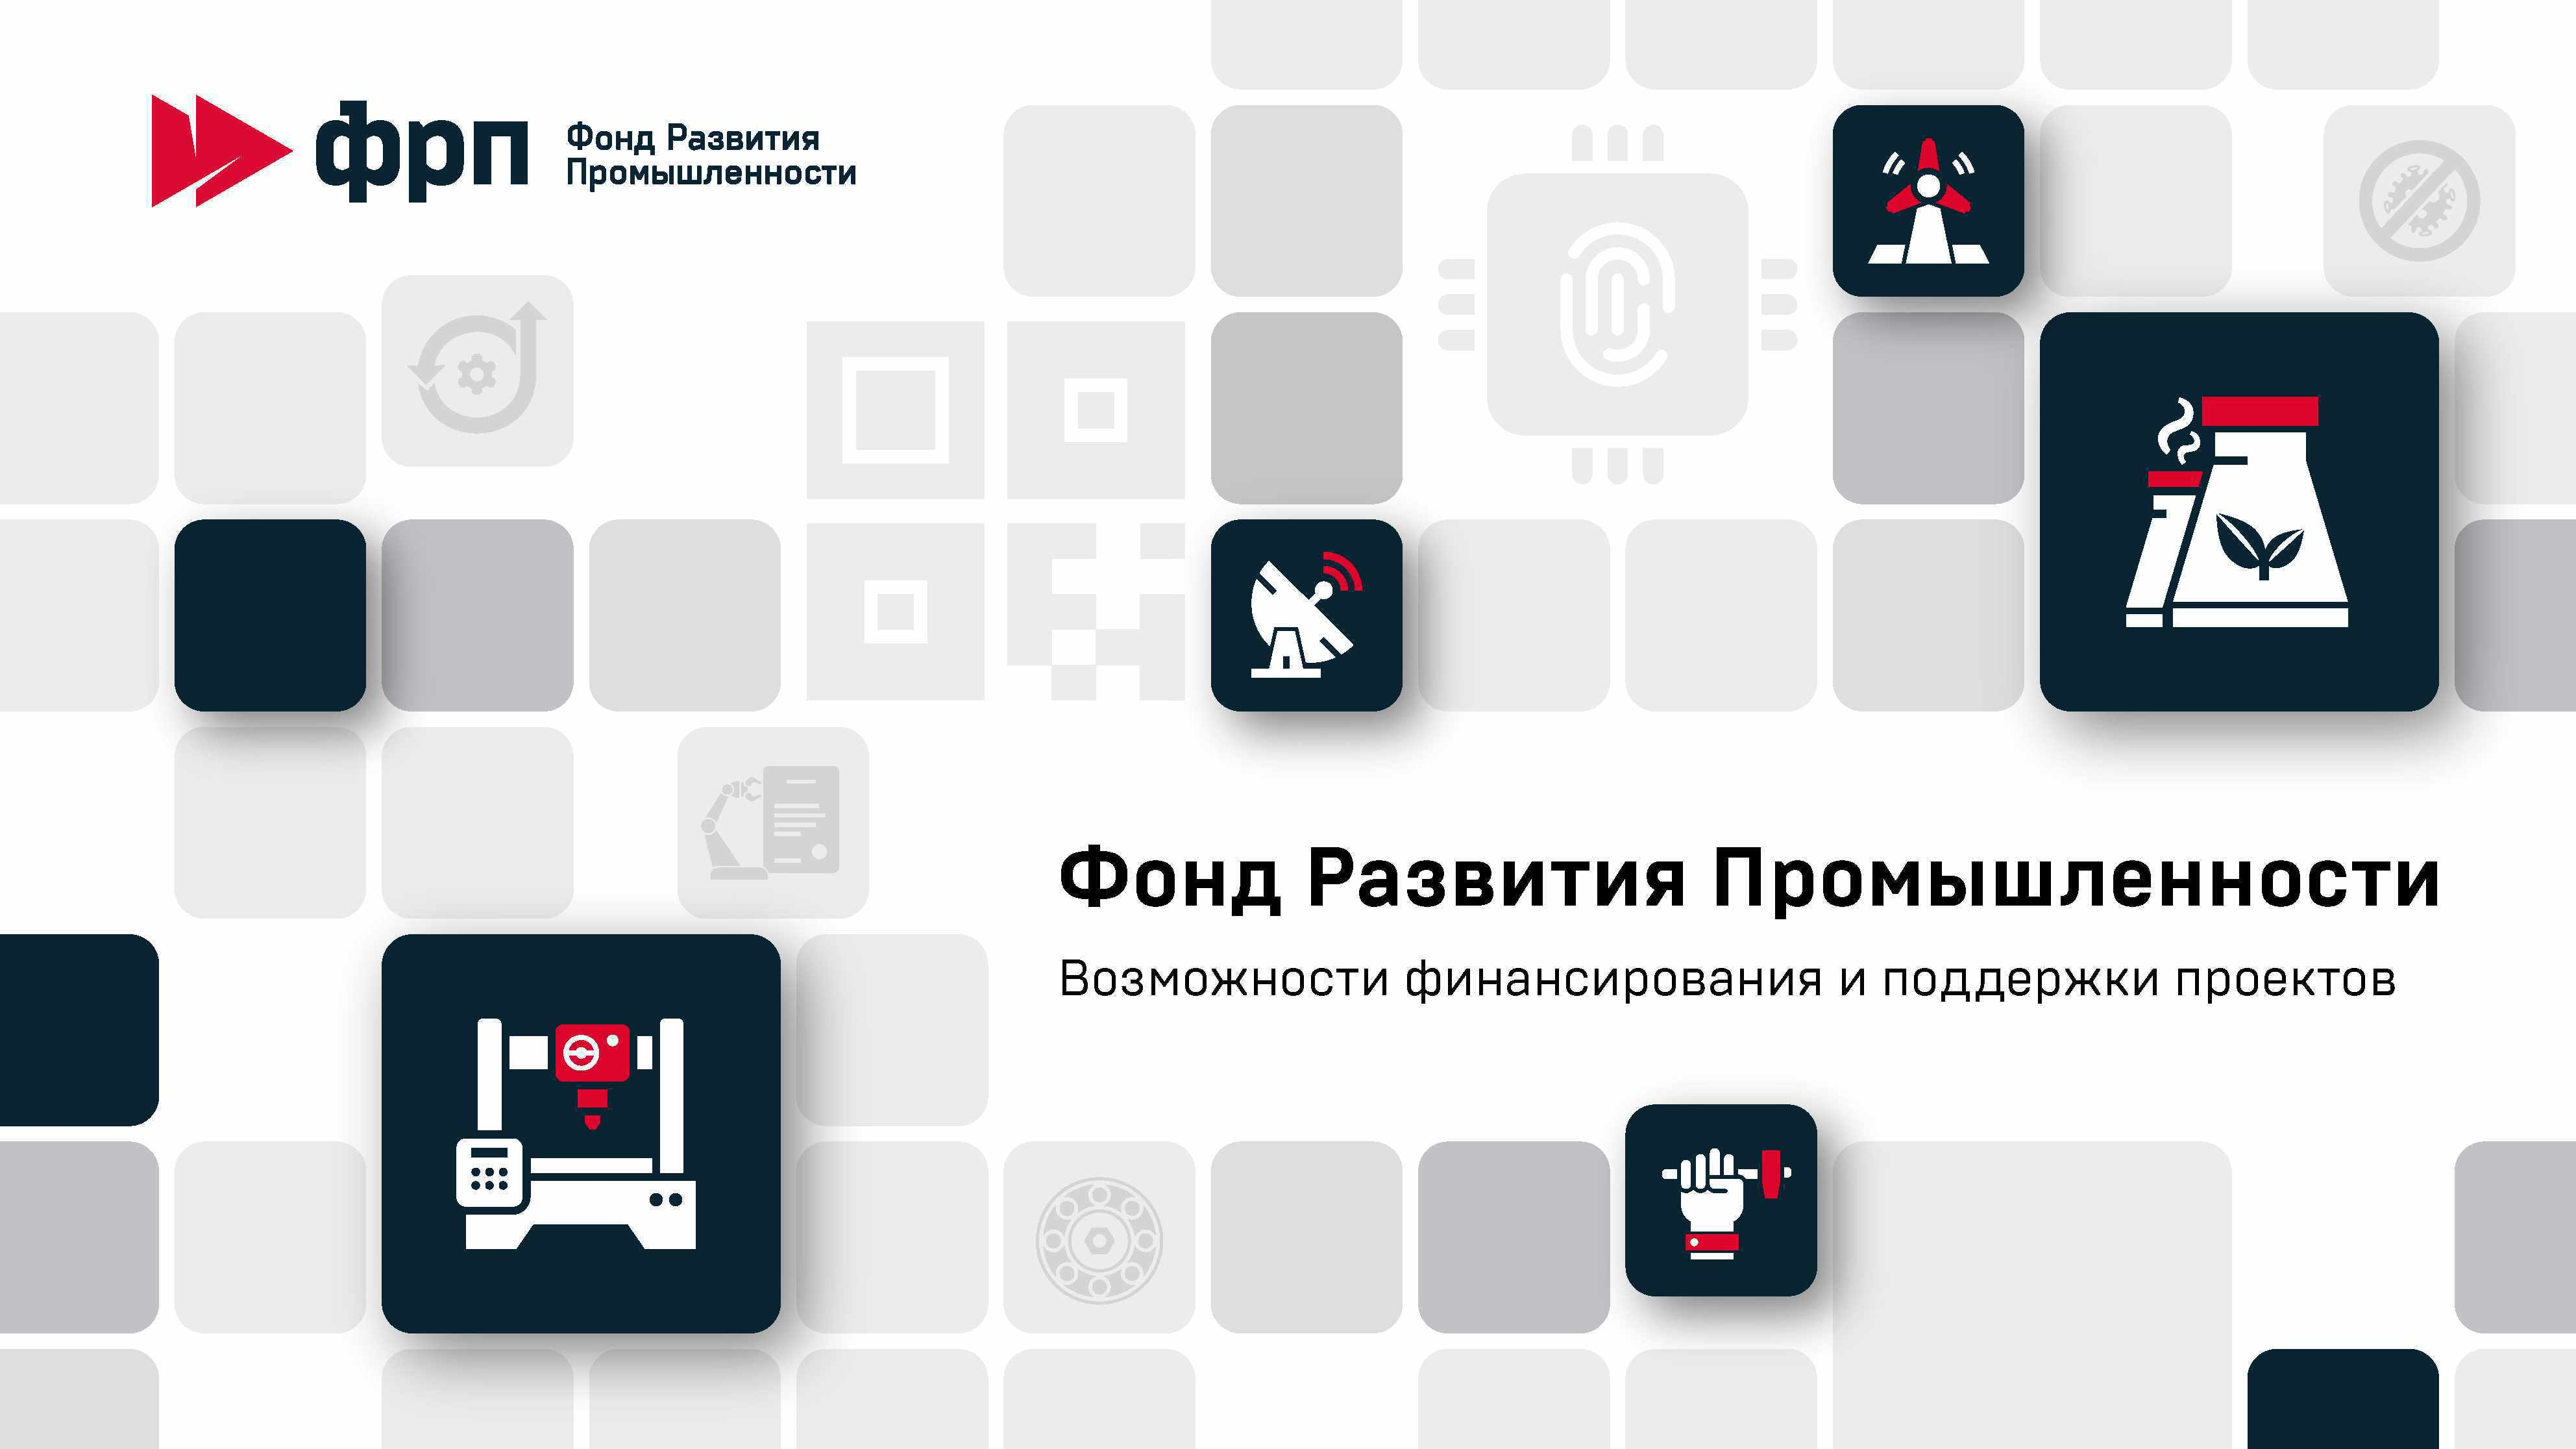 фрп
Фонд Развития
Промышленности
Фонд Развития Промышленности
Возможности финансирования и поддержки проектов